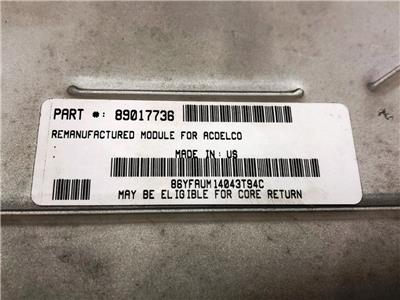 PART #: 89017736
REMANUFACTURED MODULE FOR ACDELCO
MADE IN: US
86YFAUM14043T94C
MAY BE ELIGIBLE FOR CORE RETURN